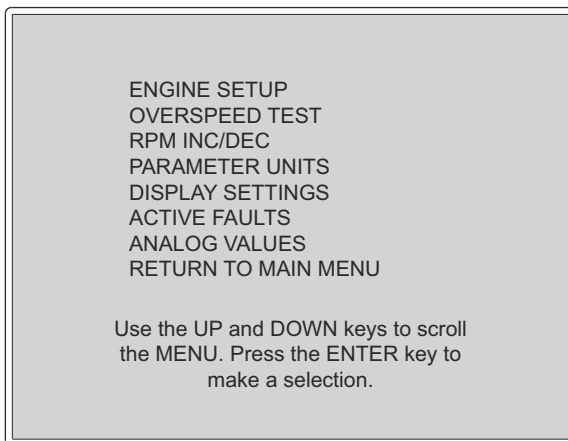 ENGINE SETUP
OVERSPEED TEST
RPM INC/DEC
PARAMETER UNITS
DISPLAY SETTINGS
ACTIVE FAULTS
ANALOG VALUES
RETURN TO MAIN MENU
Use the UP and DOWN keys to scroll
the MENU. Press the ENTER key to
make a selection.